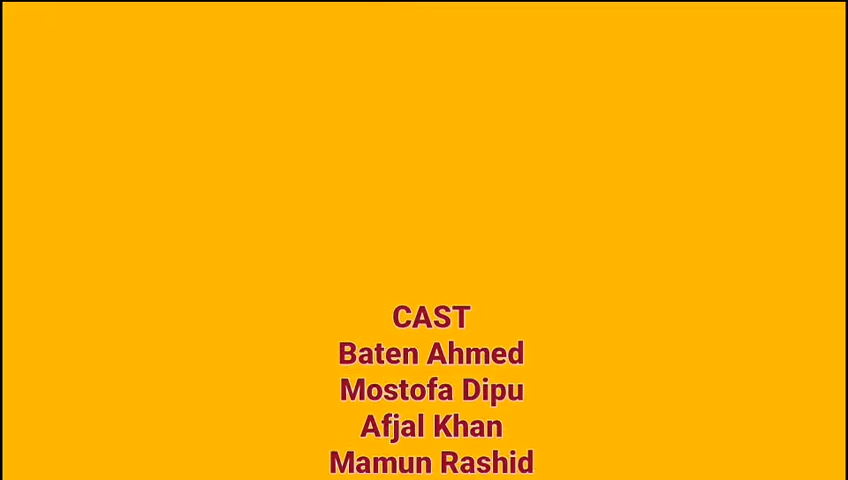 CAST
Baten Ahmed
Mostofa Dipu
Afjal Khan
Mamun Rashid